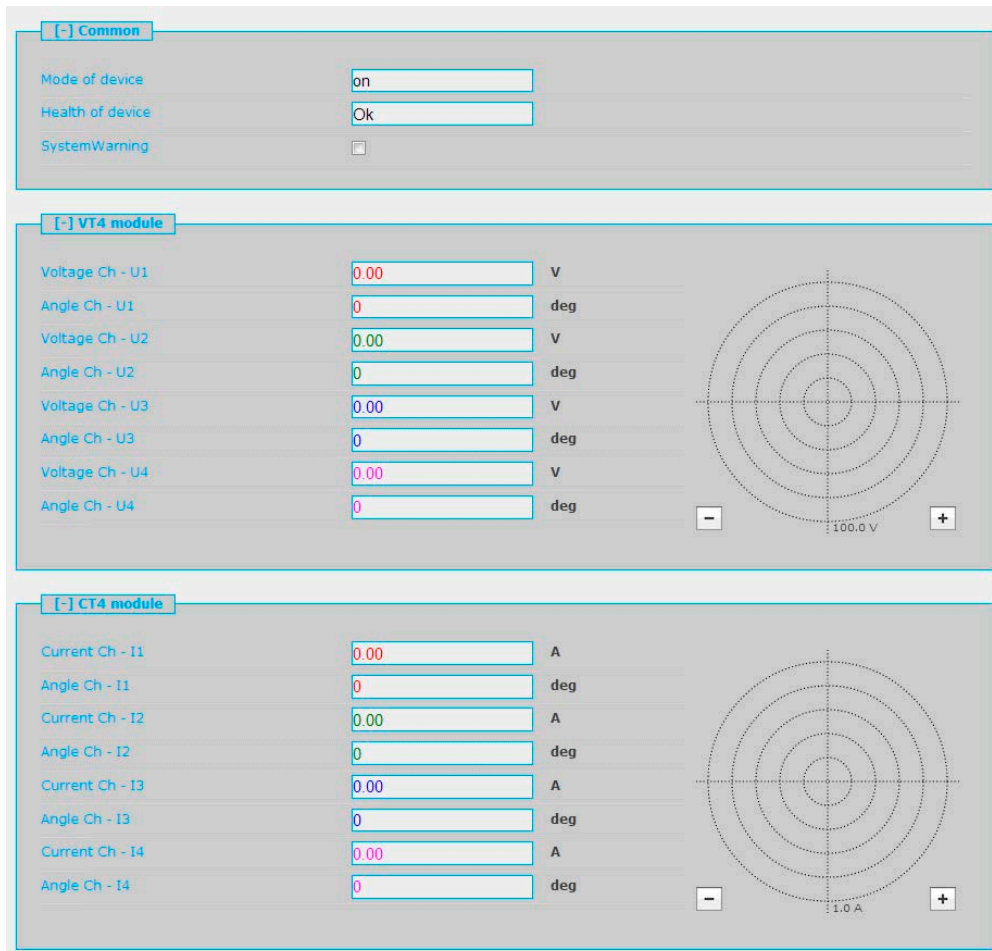 [-] Common
Mode of device on
Health of device Ok
SystemWarning
[-] VT4 module
Voltage Ch - U1 0.00 V
Angle Ch - U1 0 deg
Voltage Ch - U2 0.00 V
Angle Ch - U2 0 deg
Voltage Ch - U3 0.00 V
Angle Ch - U3 0 deg
Voltage Ch - U4 0.00 V
Angle Ch - U4 0 deg
- +
100.0 V
[-] CT4 module
Current Ch - I1 0.00 A
Angle Ch - I1 0 deg
Current Ch - I2 0.00 A
Angle Ch - I2 0 deg
Current Ch - I3 0.00 A
Angle Ch - I3 0 deg
Current Ch - I4 0.00 A
Angle Ch - I4 0 deg
- +
1.0 A